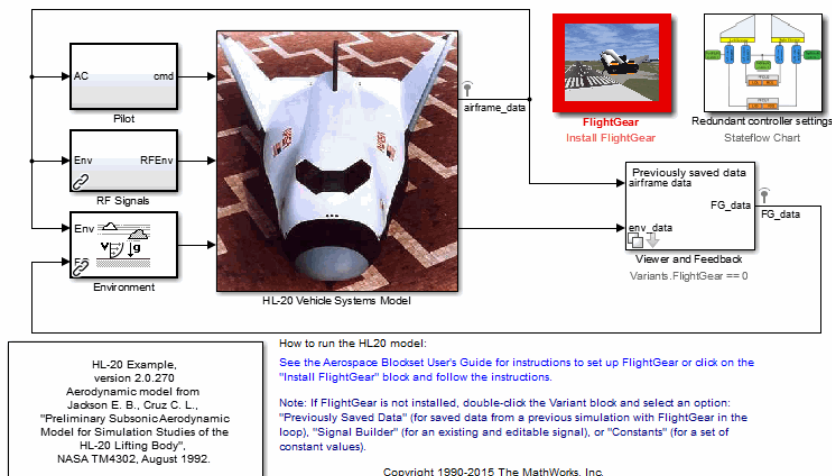 AC
cmd
Pilot
Env
RFEnv
RF Signals
Env
V
g
Environment
HL-20 Vehicle Systems Model
airframe_data
FlightGear
Install FlightGear
Redundant controller settings
Stateflow Chart
Previously saved data
airframe data
FG_data
env_data
FG_data
Viewer and Feedback
Variants.FlightGear == 0
HL-20 Example,
version 2.0.270
Aerodynamic model from
Jackson E. B., Cruz C. L.,
"Preliminary Subsonic Aerodynamic
Model for Simulation Studies of the
HL-20 Lifting Body",
NASA TM4302, August 1992.
How to run the HL20 model:
See the Aerospace Blockset User's Guide for instructions to set up FlightGear or click on the
"Install FlightGear" block and follow the instructions.
Note: If FlightGear is not installed, double-click the Variant block and select an option:
"Previously Saved Data" (for saved data from a previous simulation with FlightGear in the
loop), "Signal Builder" (for an existing and editable signal), or "Constants" (for a set of
constant values).
Copyright 1990-2015 The MathWorks, Inc.